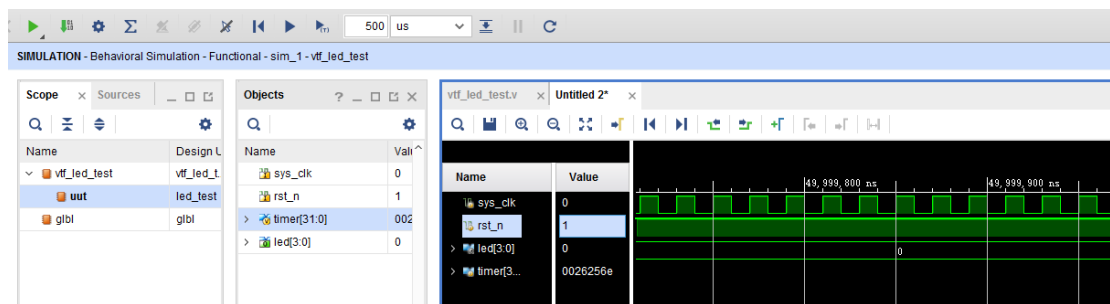 500 us
SIMULATION - Behavioral Simulation - Functional - sim_1 - vtf_led_test
Scope Sources
Name Design U
vtf_led_test vtf_led_t.
uut led_test
glbl glbl
Objects
Name Valu
sys_clk 0
rst_n 1
timer[31:0] 002
led[3:0] 0
vtf_led_test.v Untitled 2*
Name Value
49,999,800 ns 49,999,900 ns
sys_clk 0
rst_n 1
led[3:0] 0 0
timer[3... 0026256e